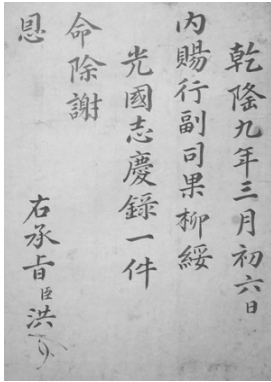 乾隆九年三月初六日
內賜行副司果柳綏
光國志慶錄一件
命除謝
恩
右承旨臣洪